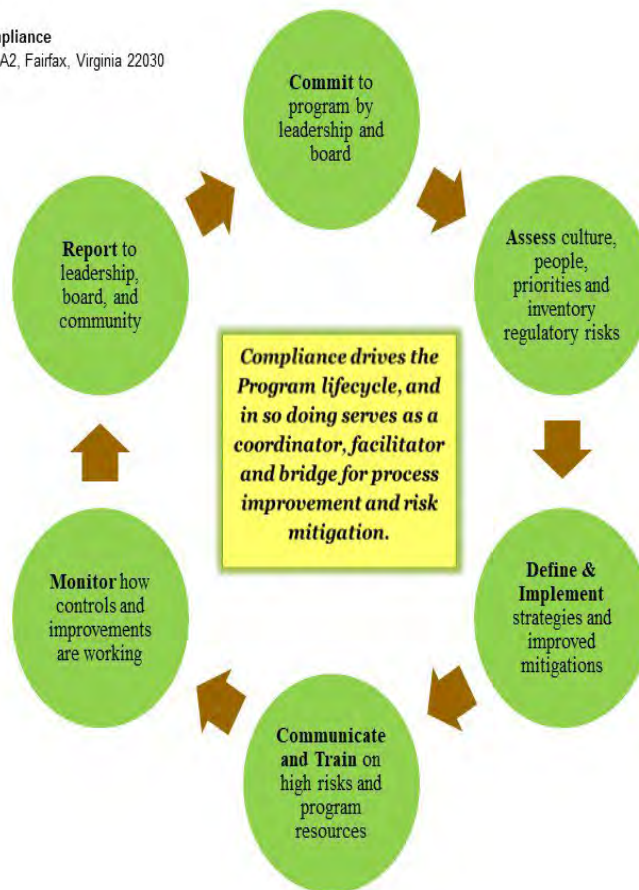 A2, Fairfax, Virginia 22030
Commit to
program by
leadership and
board
Assess culture,
people,
priorities and
inventory
regulatory risks
Define &
Implement
strategies and
improved
mitigations
Communicate
and Train on
high risks and
program
resources
Monitor how
controls and
improvements
are working
Report to
leadership,
board, and
community
Compliance drives the
Program lifecycle, and
in so doing serves as a
coordinator, facilitator
and bridge for process
improvement and risk
mitigation.